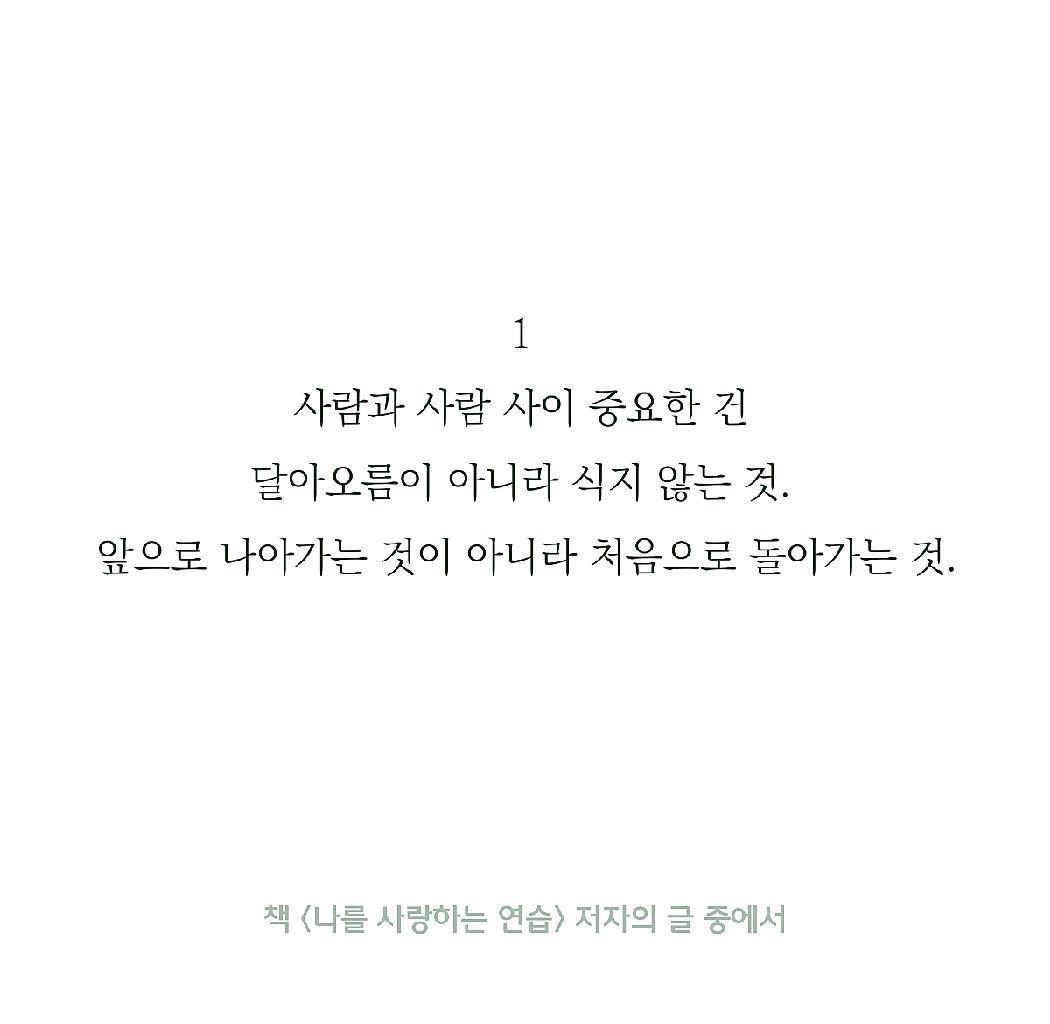 1
사람과 사람 사이 중요한 건
달아오름이 아니라 식지 않는 것.
앞으로 나아가는 것이 아니라 처음으로 돌아가는 것.
책 〈나를 사랑하는 연습〉 저자의 글 중에서